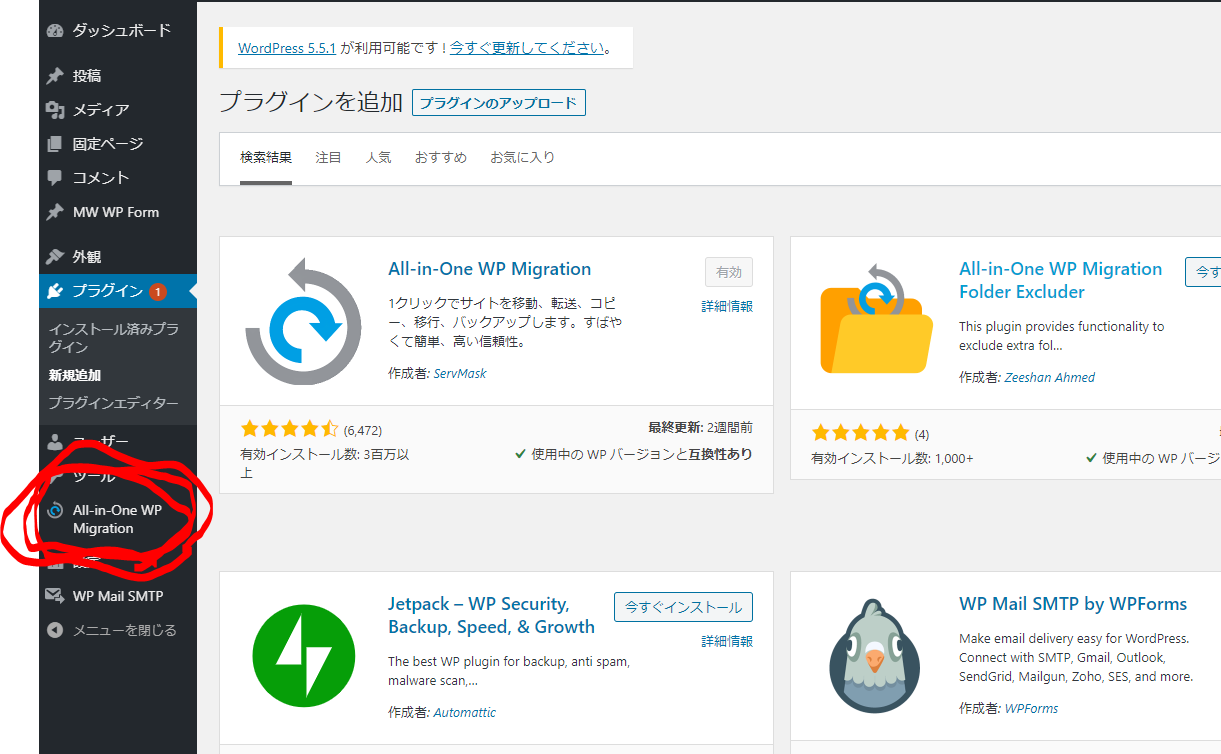 ダッシュボード
投稿
メディア
固定ページ
コメント
MW WP Form
外観
プラグイン 1
インストール済みプラ
グイン
新規追加
プラグインエディター
ユーザー
ツール
All-in-One WP
Migration
設定
WP Mail SMTP
メニューを閉じる
WordPress 5.5.1 が利用可能です ! 今すぐ更新してください。
プラグインを追加 プラグインのアップロード
検索結果 注目 人気 おすすめ お気に入り
All-in-One WP Migration
有効
詳細情報
1クリックでサイトを移動、転送、コピ
ー、移行、バックアップします。すばや
くて簡単、高い信頼性。
作成者: ServMask
(6,472)
有効インストール数: 3百万以
上
最終更新: 2週間前
使用中の WP バージョンと互換性あり
All-in-One WP Migration
Folder Excluder
今す
This plugin provides functionality to
exclude extra fol...
作成者: Zeeshan Ahmed
(4)
有効インストール数: 1,000+
使用中の WP バージ
Jetpack – WP Security,
Backup, Speed, & Growth
今すぐインストール
詳細情報
The best WP plugin for backup, anti spam,
malware scan,...
作成者: Automattic
WP Mail SMTP by WPForms
Make email delivery easy for WordPress.
Connect with SMTP, Gmail, Outlook,
SendGrid, Mailgun, Zoho, SES, and more.
作成者: WPForms